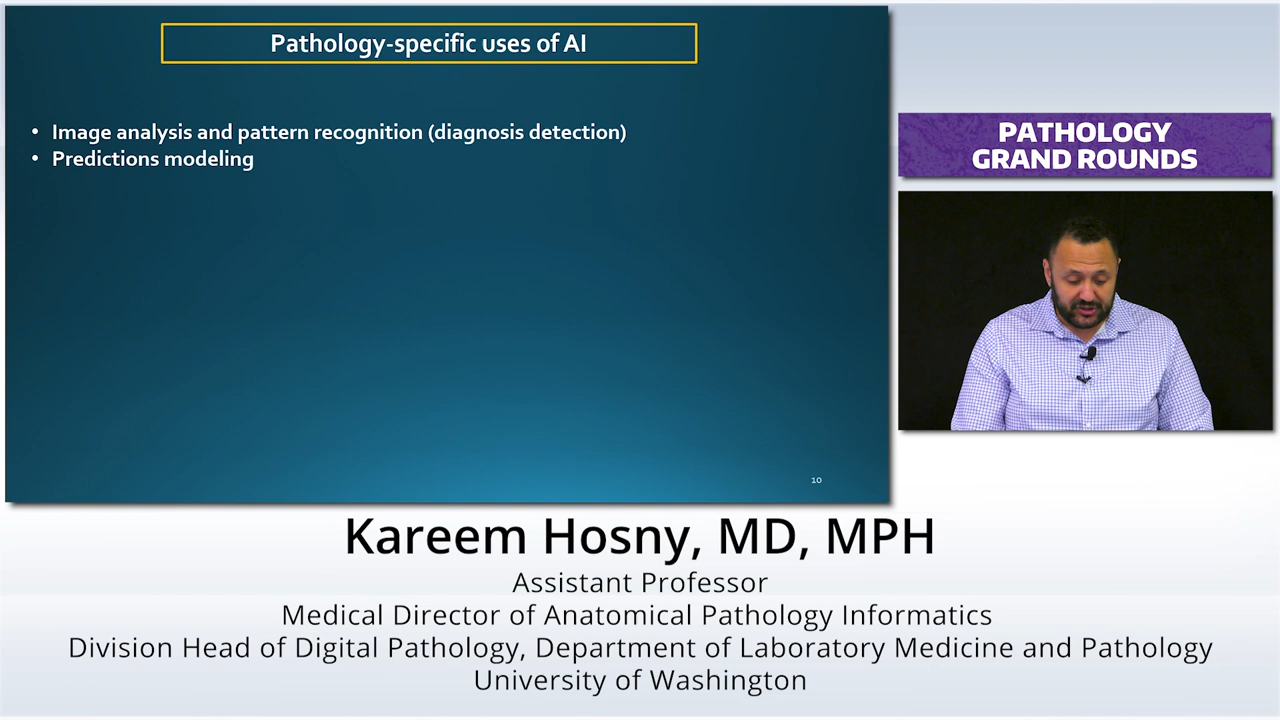 Pathology-specific uses of AI
• Image analysis and pattern recognition (diagnosis detection)
• Predictions modeling
10
PATHOLOGY
GRAND ROUNDS
Kareem Hosny, MD, MPH
Assistant Professor
Medical Director of Anatomical Pathology Informatics
Division Head of Digital Pathology, Department of Laboratory Medicine and Pathology
University of Washington